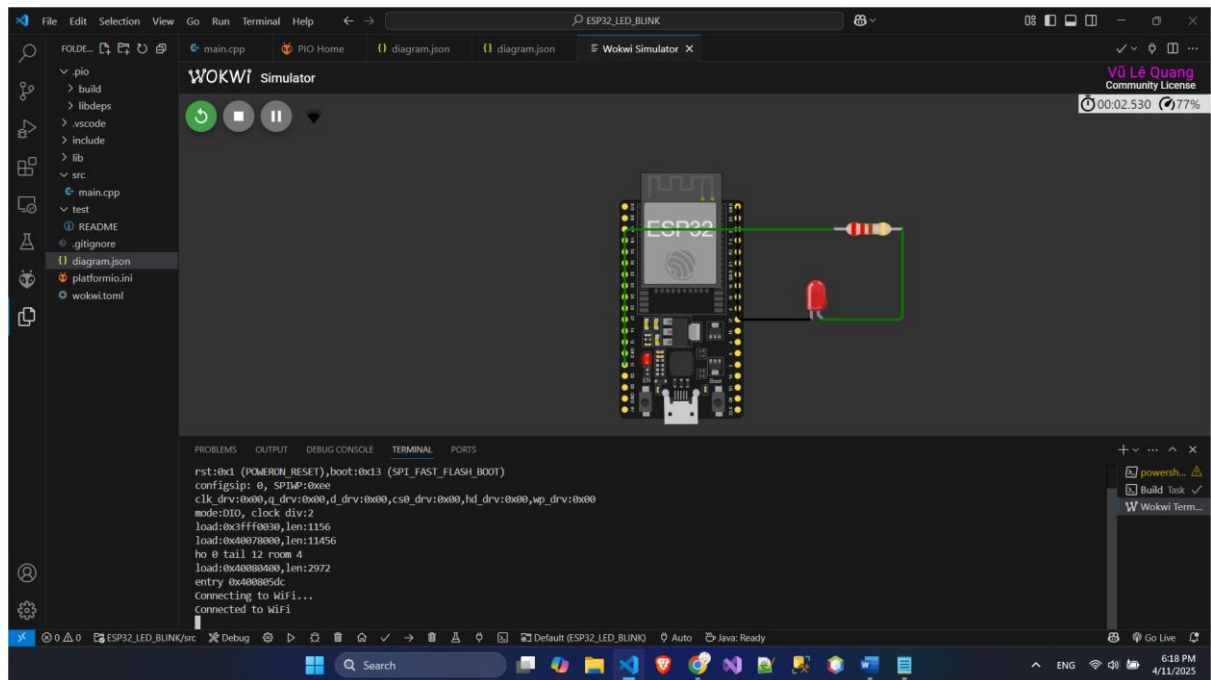 File Edit Selection View Go Run Terminal Help
ESP32_LED_BLINK
FOLDE...
main.cpp
PIO Home
{} diagram.json
{} diagram.json
Wokwi Simulator
.pio
build
libdeps
.vscode
include
lib
src
main.cpp
test
README
.gitignore
{} diagram.json
platformio.ini
wokwi.toml
WOKWI Simulator
Vũ Lê Quang
Community License
00:02.530 77%
ESP32
EN
Boot
PROBLEMS OUTPUT DEBUG CONSOLE TERMINAL PORTS
rst:0x1 (POWERON_RESET),boot:0x13 (SPI_FAST_FLASH_BOOT)
configsip: 0, SPIWP:0xee
clk_drv:0x00,q_drv:0x00,d_drv:0x00,cs0_drv:0x00,hd_drv:0x00,wp_drv:0x00
mode:DIO, clock div:2
load:0x3fff0030,len:1156
load:0x40078000,len:11456
ho 0 tail 12 room 4
load:0x40080400,len:2972
entry 0x400805dc
Connecting to WiFi...
Connected to WiFi
powersh...
Build Task
Wokwi Term...
0 0 0 ESP32_LED_BLINK/src Debug Default (ESP32_LED_BLINK) Auto Java: Ready Go Live
Search
ENG
6:18 PM
4/11/2025